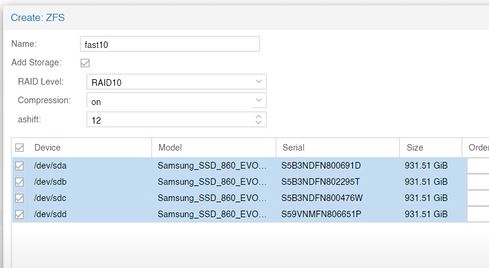 Create: ZFS
Name: fast10
Add Storage:
RAID Level: RAID10
Compression: on
ashift: 12
Device Model Serial Size Order
/dev/sda Samsung_SSD_860_EVO... S5B3NDFN800691D 931.51 GiB
/dev/sdb Samsung_SSD_860_EVO... S5B3NDFN802295T 931.51 GiB
/dev/sdc Samsung_SSD_860_EVO... S5B3NDFN800476W 931.51 GiB
/dev/sdd Samsung_SSD_860_EVO... S59VNMFN806651P 931.51 GiB